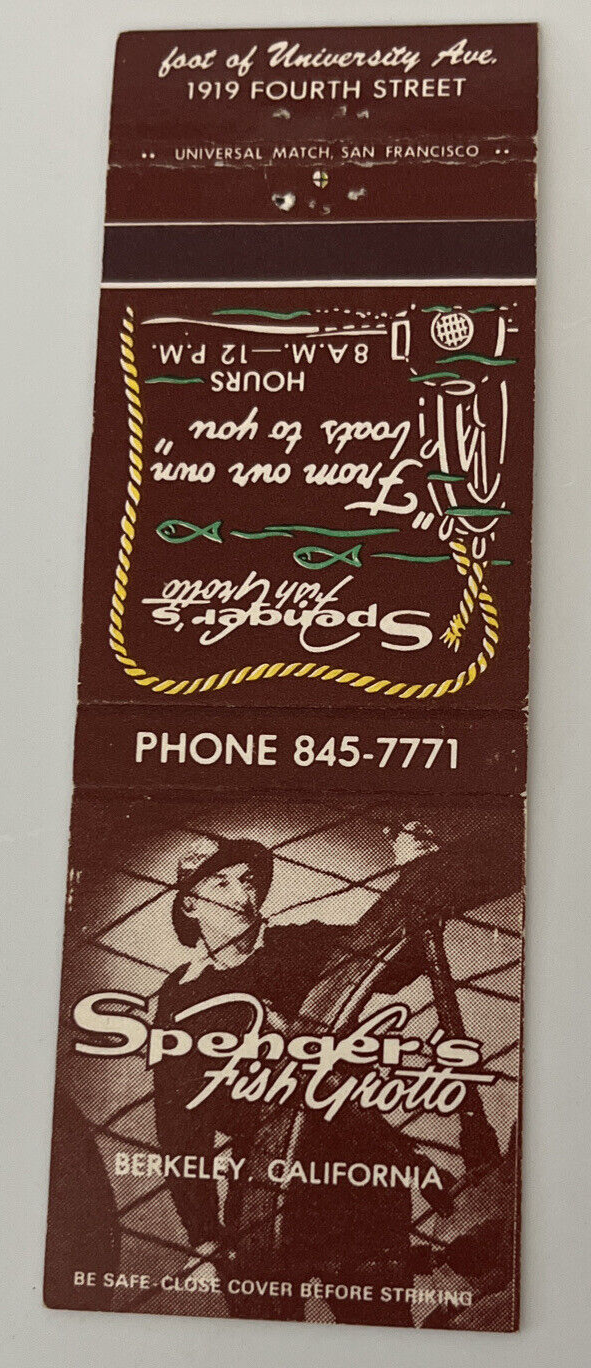 foot of University Ave.
1919 FOURTH STREET
•• UNIVERSAL MATCH, SAN FRANCISCO ••
Spenger's
Fish Grotto
"From our own
boats to you"
HOURS
8 A.M.—12 P.M.
PHONE 845-7771
Spenger's
Fish Grotto
BERKELEY, CALIFORNIA
BE SAFE-CLOSE COVER BEFORE STRIKING